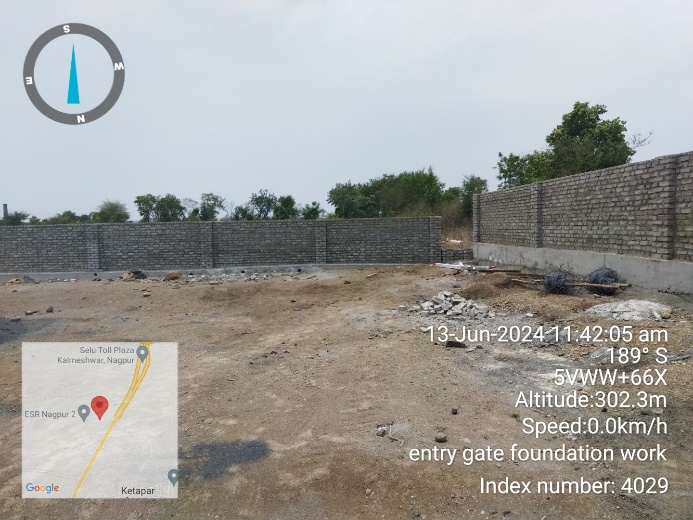 S
E
W
N
13-Jun-2024 11:42:05 am
189° S
5VWW+66X
Altitude:302.3m
Speed:0.0km/h
entry gate foundation work
Index number: 4029
Selu Toll Plaza
Kalmeshwar, Nagpur
ESR Nagpur 2
Ketapar
Google